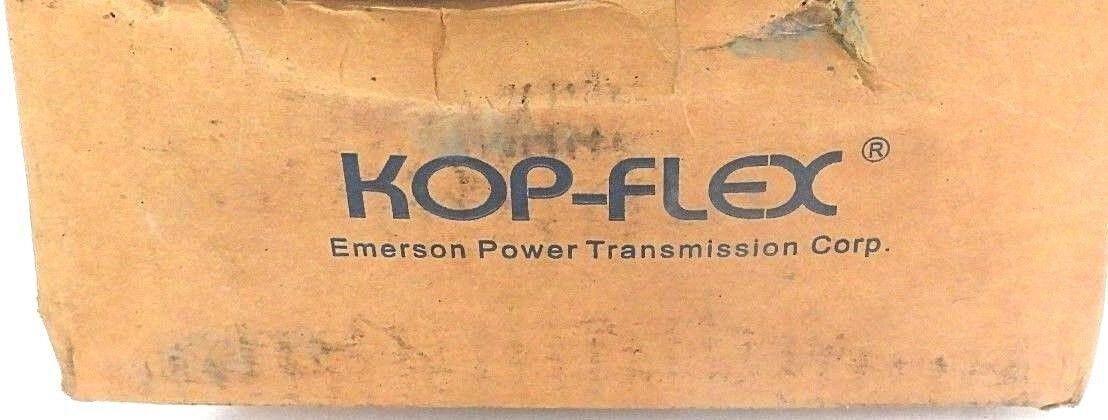 KOP-FLEX ®
Emerson Power Transmission Corp.